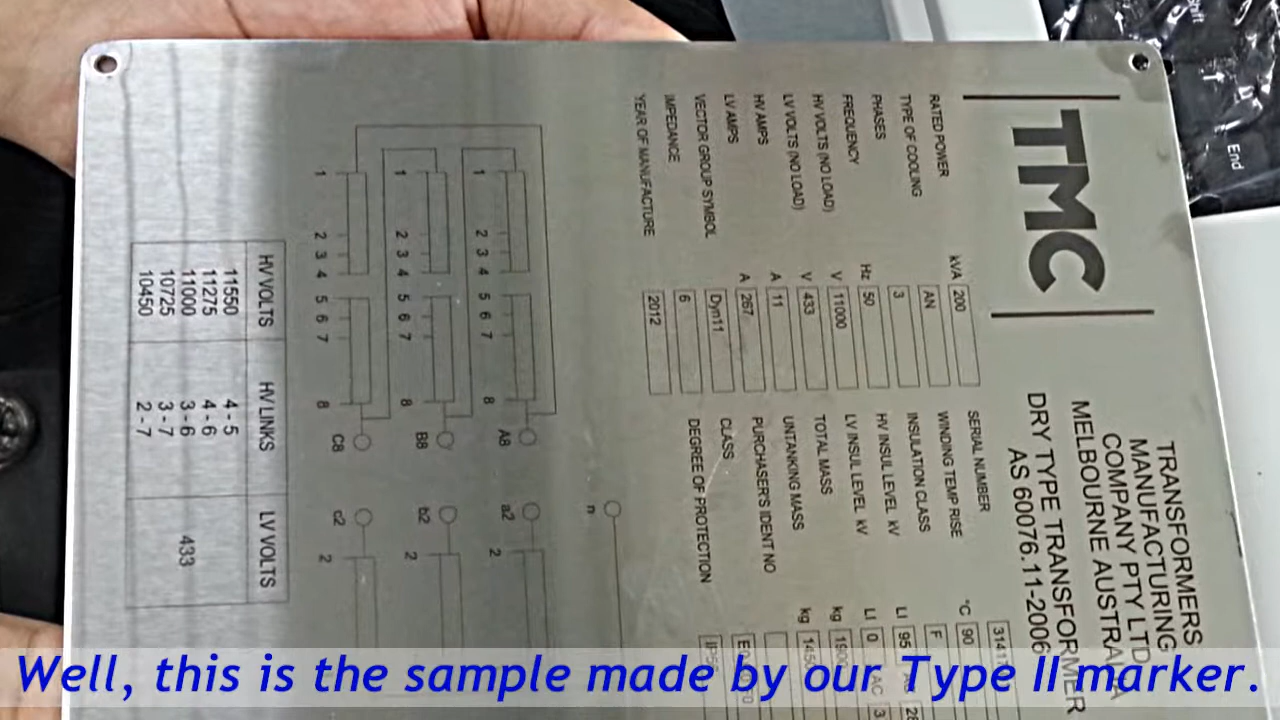 TMC
TRANSFORMERS
MANUFACTURING
COMPANY PTY LTD
MELBOURNE AUSTRALIA
DRY TYPE TRANSFORMER
AS 60076.11-2006
RATED POWER kVA 200
TYPE OF COOLING AN
PHASES 3
FREQUENCY Hz 50
HV VOLTS (NO LOAD) V 11000
LV VOLTS (NO LOAD) V 433
HV AMPS A 11
LV AMPS A 267
VECTOR GROUP SYMBOL Dyn11
IMPEDANCE 6
YEAR OF MANUFACTURE 2012
SERIAL NUMBER
WINDING TEMP RISE °C 90
INSULATION CLASS F
HV INSUL LEVEL kV LI 95
LV INSUL LEVEL kV LI 0 AC 3
TOTAL MASS kg
UNTANKING MASS kg
PURCHASER'S IDENT NO
CLASS
DEGREE OF PROTECTION
n
1 2 3 4 5 6 7 8 A8 a2 2
1 2 3 4 5 6 7 8 B8 b2 2
1 2 3 4 5 6 7 8 C8 c2 2
HV VOLTS HV LINKS LV VOLTS
11550 4 - 5
11275 4 - 6
11000 3 - 6 433
10725 3 - 7
10450 2 - 7
End
Well, this is the sample made by our Type II marker.